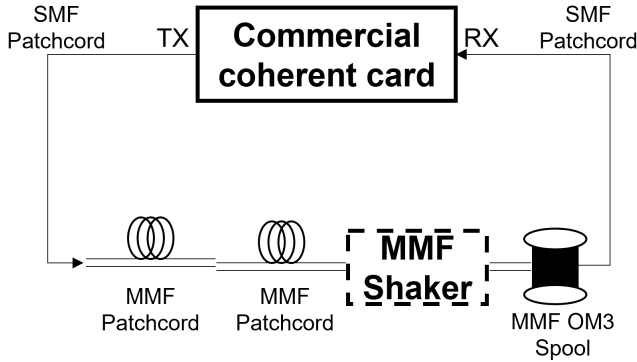 SMF
Patchcord
TX
Commercial
coherent card
RX
SMF
Patchcord
MMF
Patchcord
MMF
Patchcord
MMF
Shaker
MMF OM3
Spool